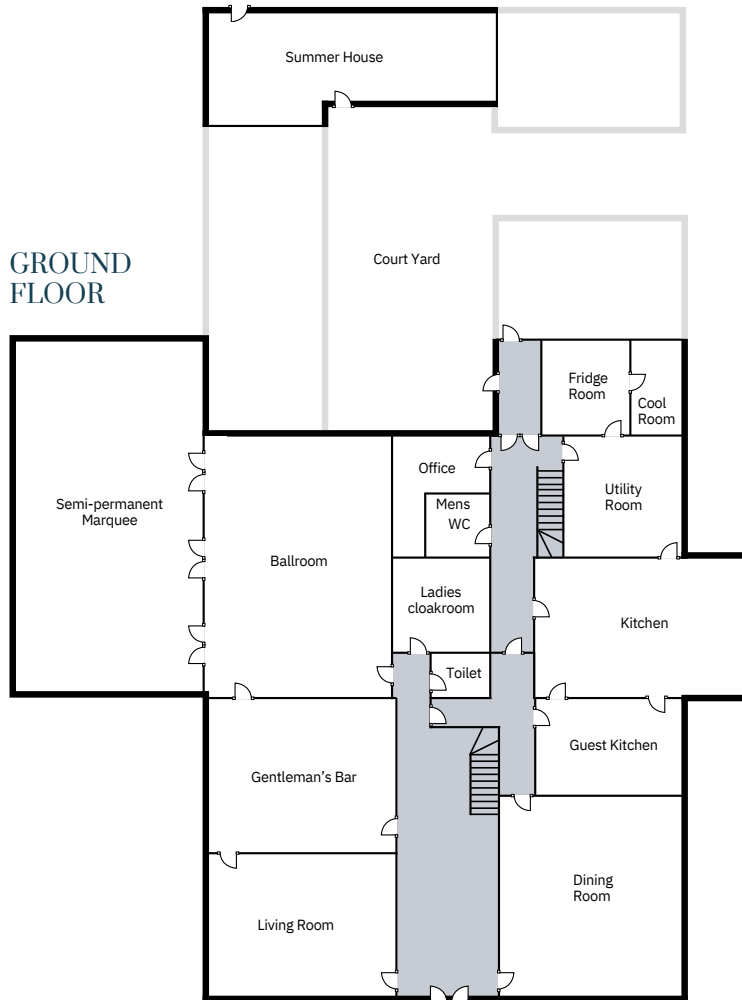 Summer House
Court Yard
GROUND
FLOOR
Fridge
Room
Cool
Room
Office
Mens
WC
Utility
Room
Semi-permanent
Marquee
Ballroom
Ladies
cloakroom
Kitchen
Toilet
Guest Kitchen
Gentleman's Bar
Dining
Room
Living Room